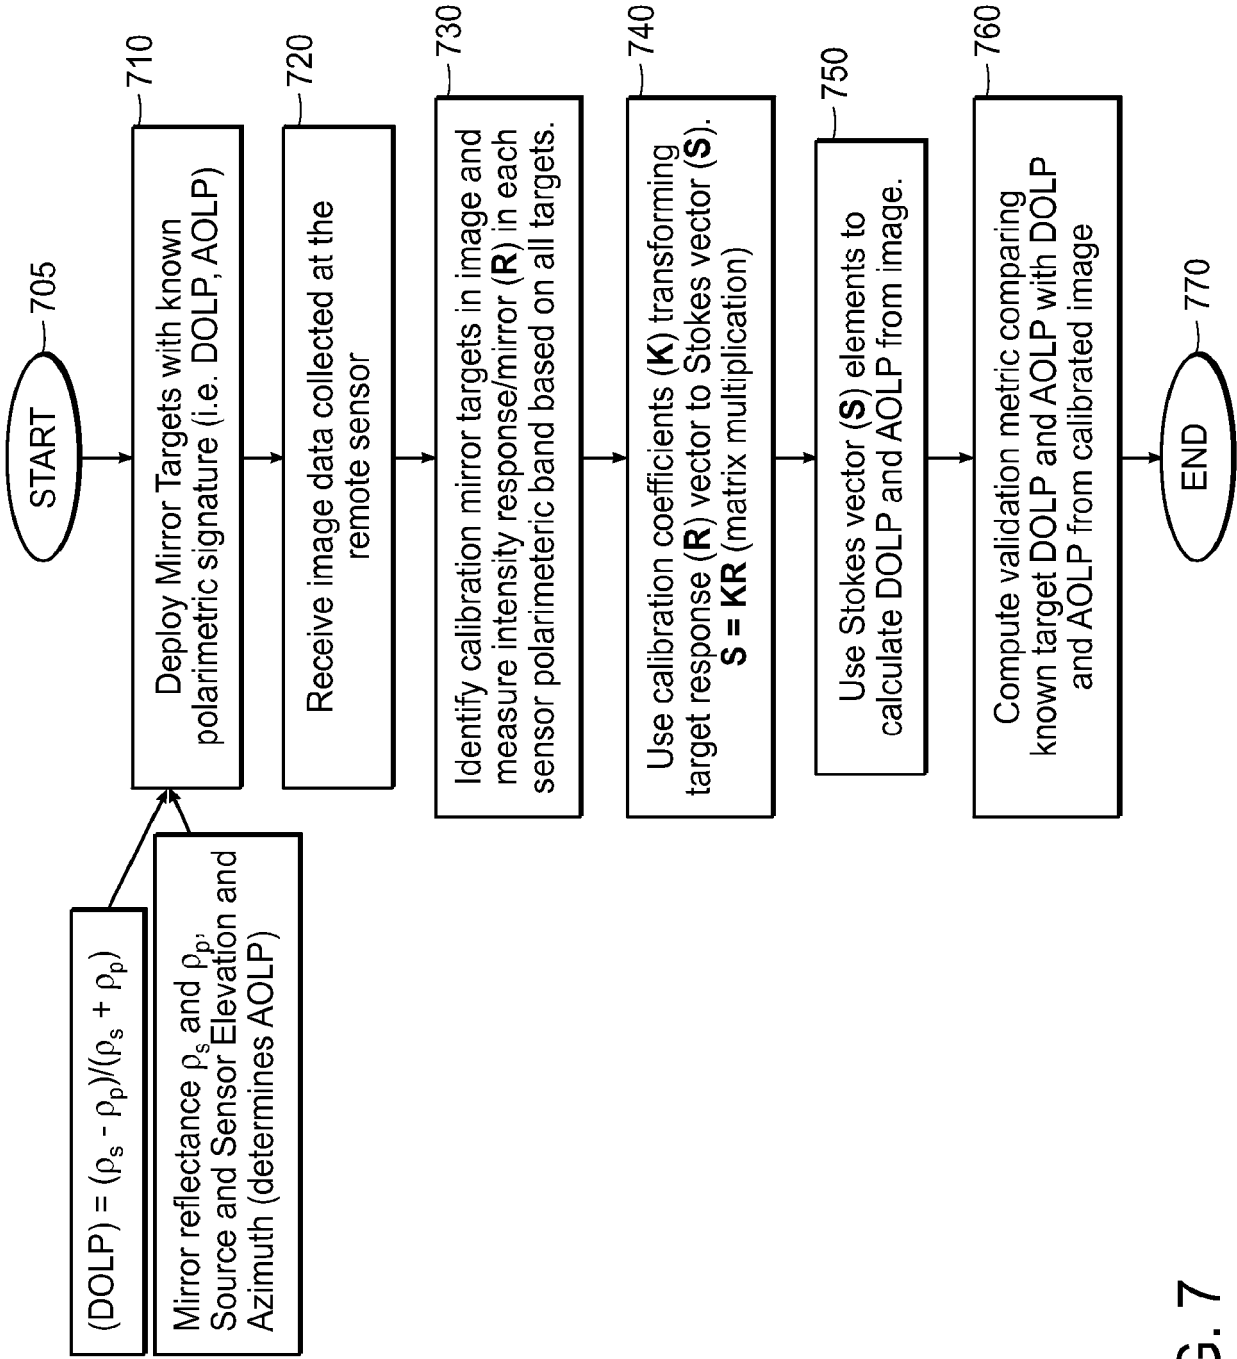 START
705
(DOLP) = (ρs - ρp)/(ρs + ρp)
Mirror reflectance ρs and ρp,
Source and Sensor Elevation and
Azimuth (determines AOLP)
Deploy Mirror Targets with known
polarimetric signature (i.e. DOLP, AOLP)
710
Receive image data collected at the
remote sensor
720
Identify calibration mirror targets in image and
measure intensity response/mirror (R) in each
sensor polarimeteric band based on all targets.
730
Use calibration coefficients (K) transforming
target response (R) vector to Stokes vector (S).
S = KR (matrix multiplication)
740
Use Stokes vector (S) elements to
calculate DOLP and AOLP from image.
750
Compute validation metric comparing
known target DOLP and AOLP with DOLP
and AOLP from calibrated image
760
END
770
G. 7